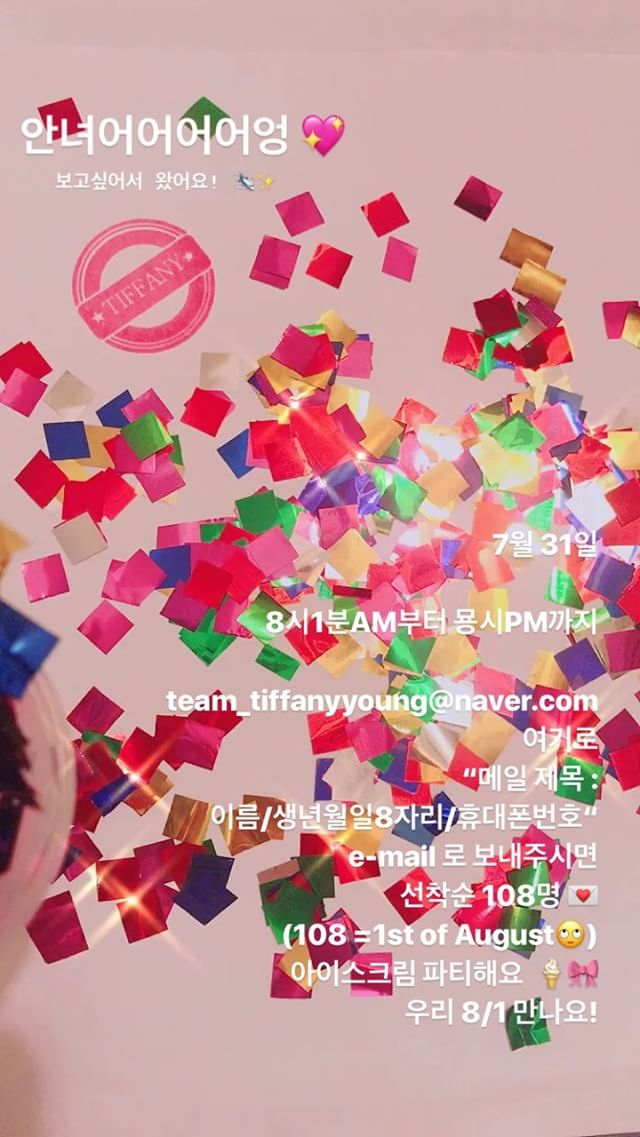 안녀어어어어엉 💖
보고싶어서 왔어요! 🛬✨
★TIFFANY★
7월 31일
8시1분AM부터 묭시PM까지
team_tiffanyyoung@naver.com
여기로
“메일 제목 :
이름/생년월일8자리/휴대폰번호“
e-mail 로 보내주시면
선착순 108명 💌
(108 =1st of August🙄)
아이스크림 파티해요 🍦🎀
우리 8/1 만나요!